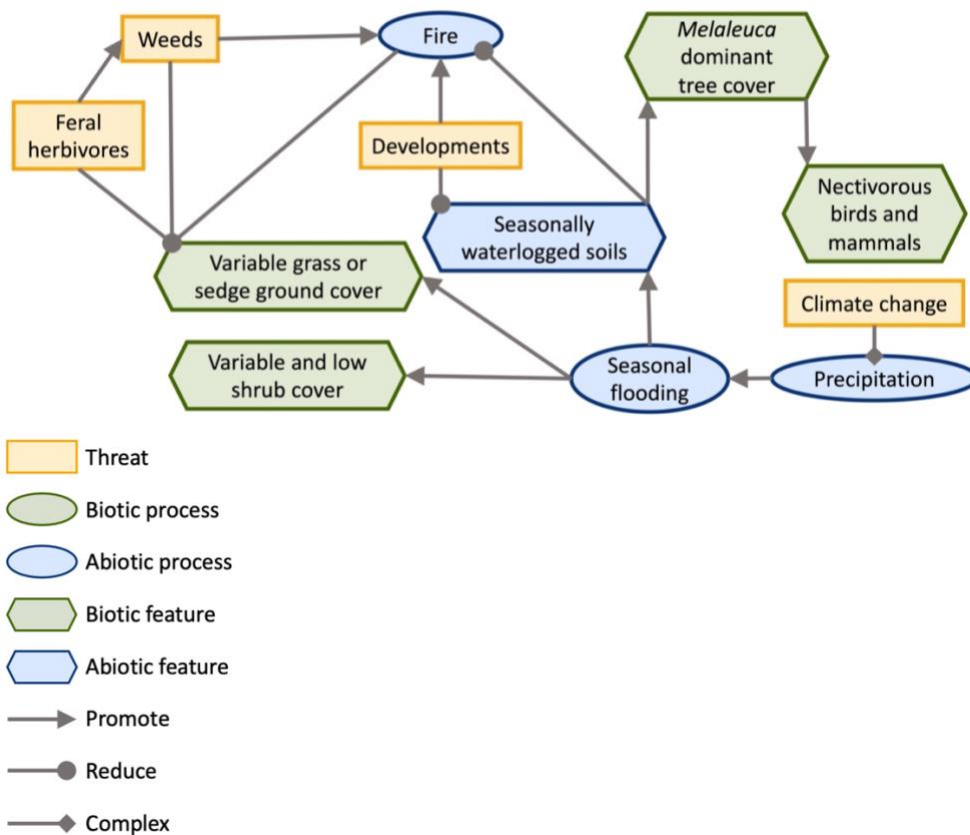 Weeds
Fire
Melaleuca
dominant
tree cover
Feral
herbivores
Developments
Nectivorous
birds and
mammals
Seasonally
waterlogged soils
Variable grass or
sedge ground cover
Climate change
Variable and low
shrub cover
Seasonal
flooding
Precipitation
Threat
Biotic process
Abiotic process
Biotic feature
Abiotic feature
Promote
Reduce
Complex